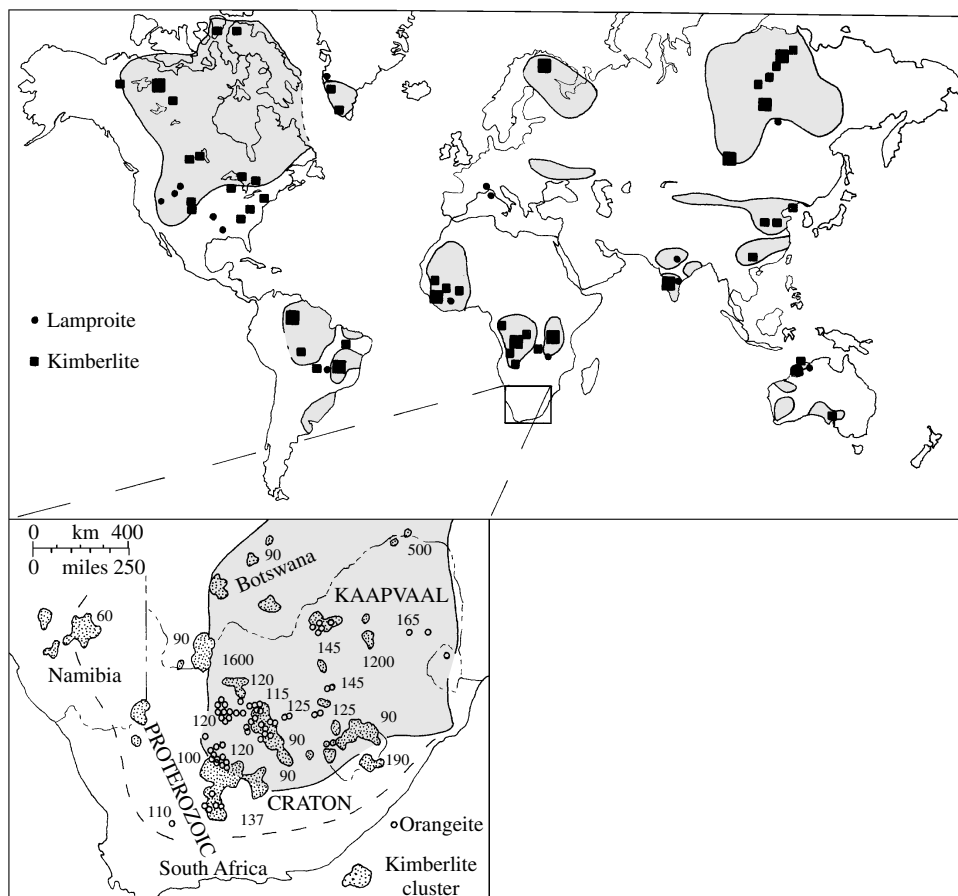 Lamproite
Kimberlite
0 km 400
0 miles 250
90
Botswana
500
KAAPVAAL
60
165
90
145
1200
Namibia
1600
120
145
115
125
125
120
90
90
PROTEROZOIC
100
120
90
190
CRATON
110
137
Orangeite
South Africa
Kimberlite
cluster